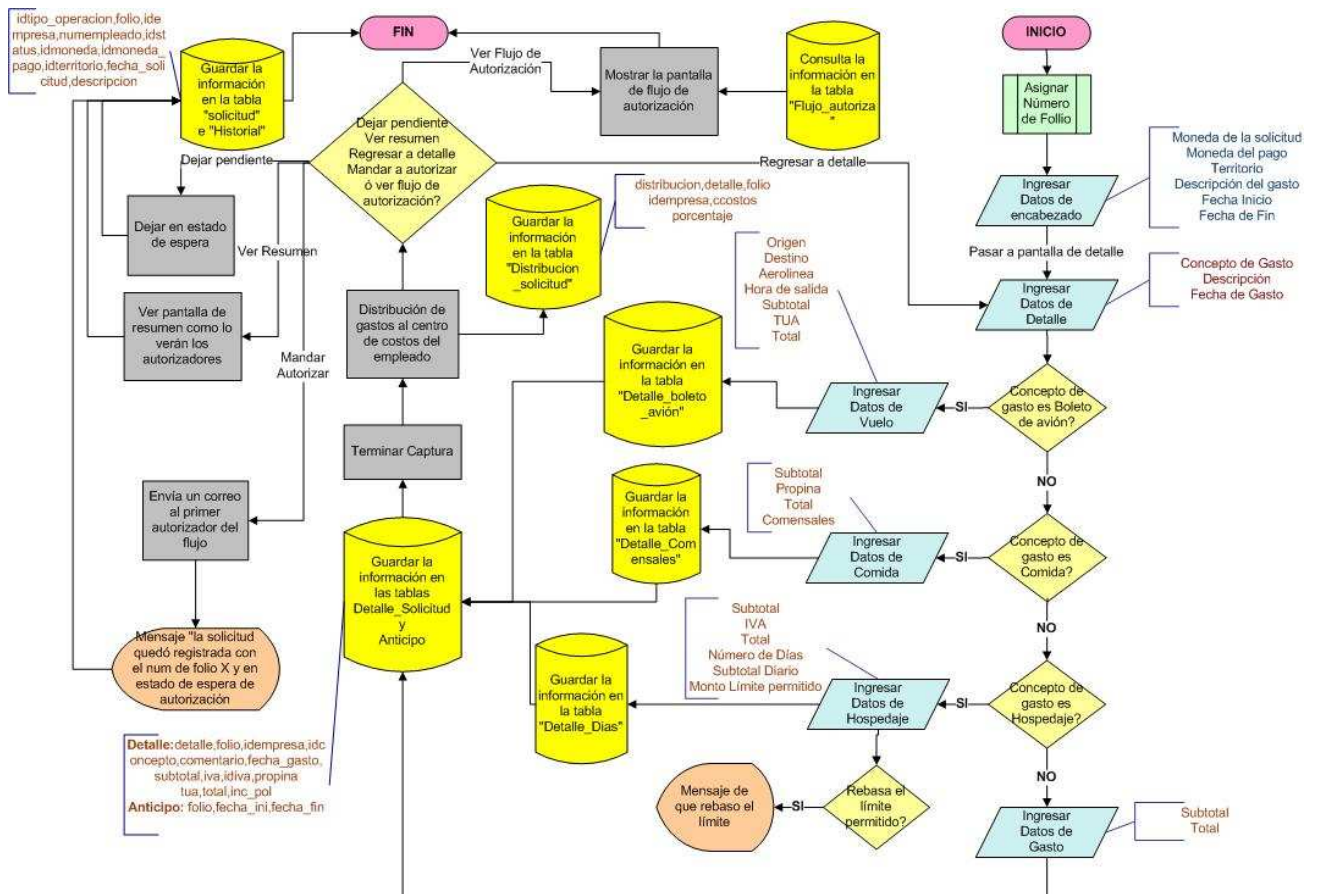 idtipo_operacion,folio,ide
mpresa,numempleado,idst
atus,idmoneda,idmoneda_
pago,idterritorio,fecha_soli
citud,descripcion
Guardar la
información
en la tabla
"solicitud"
e "Historial"
FIN
Ver Flujo de
Autorización
Mostrar la pantalla
de flujo de
autorización
Consulta la
información en
la tabla
"Flujo_autoriza
"
INICIO
Asignar
Número
de Follio
Moneda de la solicitud
Moneda del pago
Territorio
Descripción del gasto
Fecha Inicio
Fecha de Fin
Ingresar
Datos de
encabezado
Pasar a pantalla de detalle
Dejar pendiente
Ver resumen
Regresar a detalle
Mandar a autorizar
ó ver flujo de
autorización?
Dejar pendiente
Regresar a detalle
Dejar en estado
de espera
Ver Resumen
Ver pantalla de
resumen como lo
verán los
autorizadores
Mandar
Autorizar
distribucion,detalle,folio
idempresa,ccostos
porcentaje
Guardar la
información
en la tabla
"Distribucion
_solicitud"
Distribución de
gastos al centro
de costos del
empleado
Terminar Captura
Concepto de Gasto
Descripción
Fecha de Gasto
Ingresar
Datos de
Detalle
Origen
Destino
Aerolinea
Hora de salida
Subtotal
TUA
Total
Guardar la
información en
la tabla
"Detalle_boleto
_avión"
Ingresar
Datos de
Vuelo
SI
Concepto de
gasto es Boleto
de avión?
NO
Subtotal
Propina
Total
Comensales
Guardar la
información
en la tabla
"Detalle_Com
ensales"
Ingresar
Datos de
Comida
SI
Concepto de
gasto es
Comida?
NO
Envía un correo
al primer
autorizador del
flujo
Mensaje "la solicitud
quedó registrada con
el num de folio X y en
estado de espera de
autorización
Guardar la
información en
las tablas
Detalle_Solicitud
y
Anticipo
Subtotal
IVA
Total
Número de Días
Subtotal Diario
Monto Límite permitido
Guardar la
información en
la tabla
"Detalle_Dias"
Ingresar
Datos de
Hospedaje
SI
Concepto de
gasto es
Hospedaje?
NO
Detalle:detalle,folio,idempresa,idc
oncepto,comentario,fecha_gasto,
subtotal,iva,idiva,propina
tua,total,inc_pol
Anticipo: folio,fecha_ini,fecha_fin
Mensaje de
que rebaso el
límite
SI
Rebasa el
límite
permitido?
Ingresar
Datos de
Gasto
Subtotal
Total